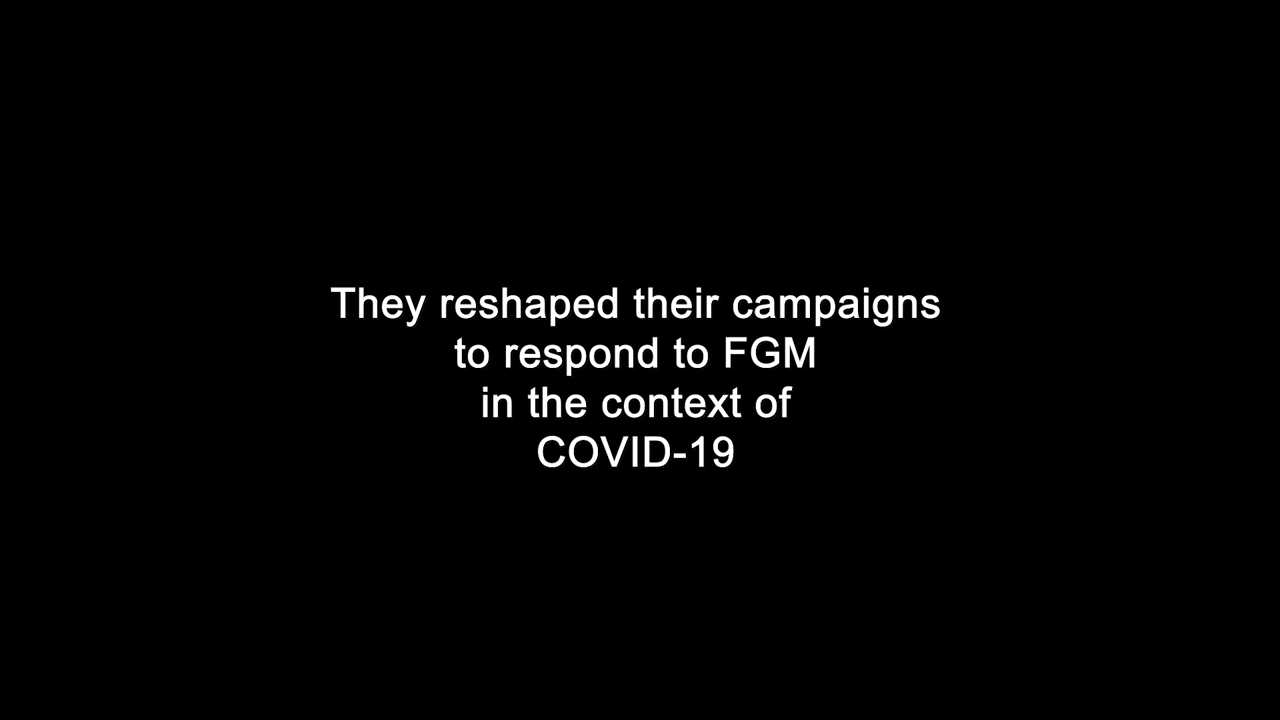 They reshaped their campaigns
to respond to FGM
in the context of
COVID-19